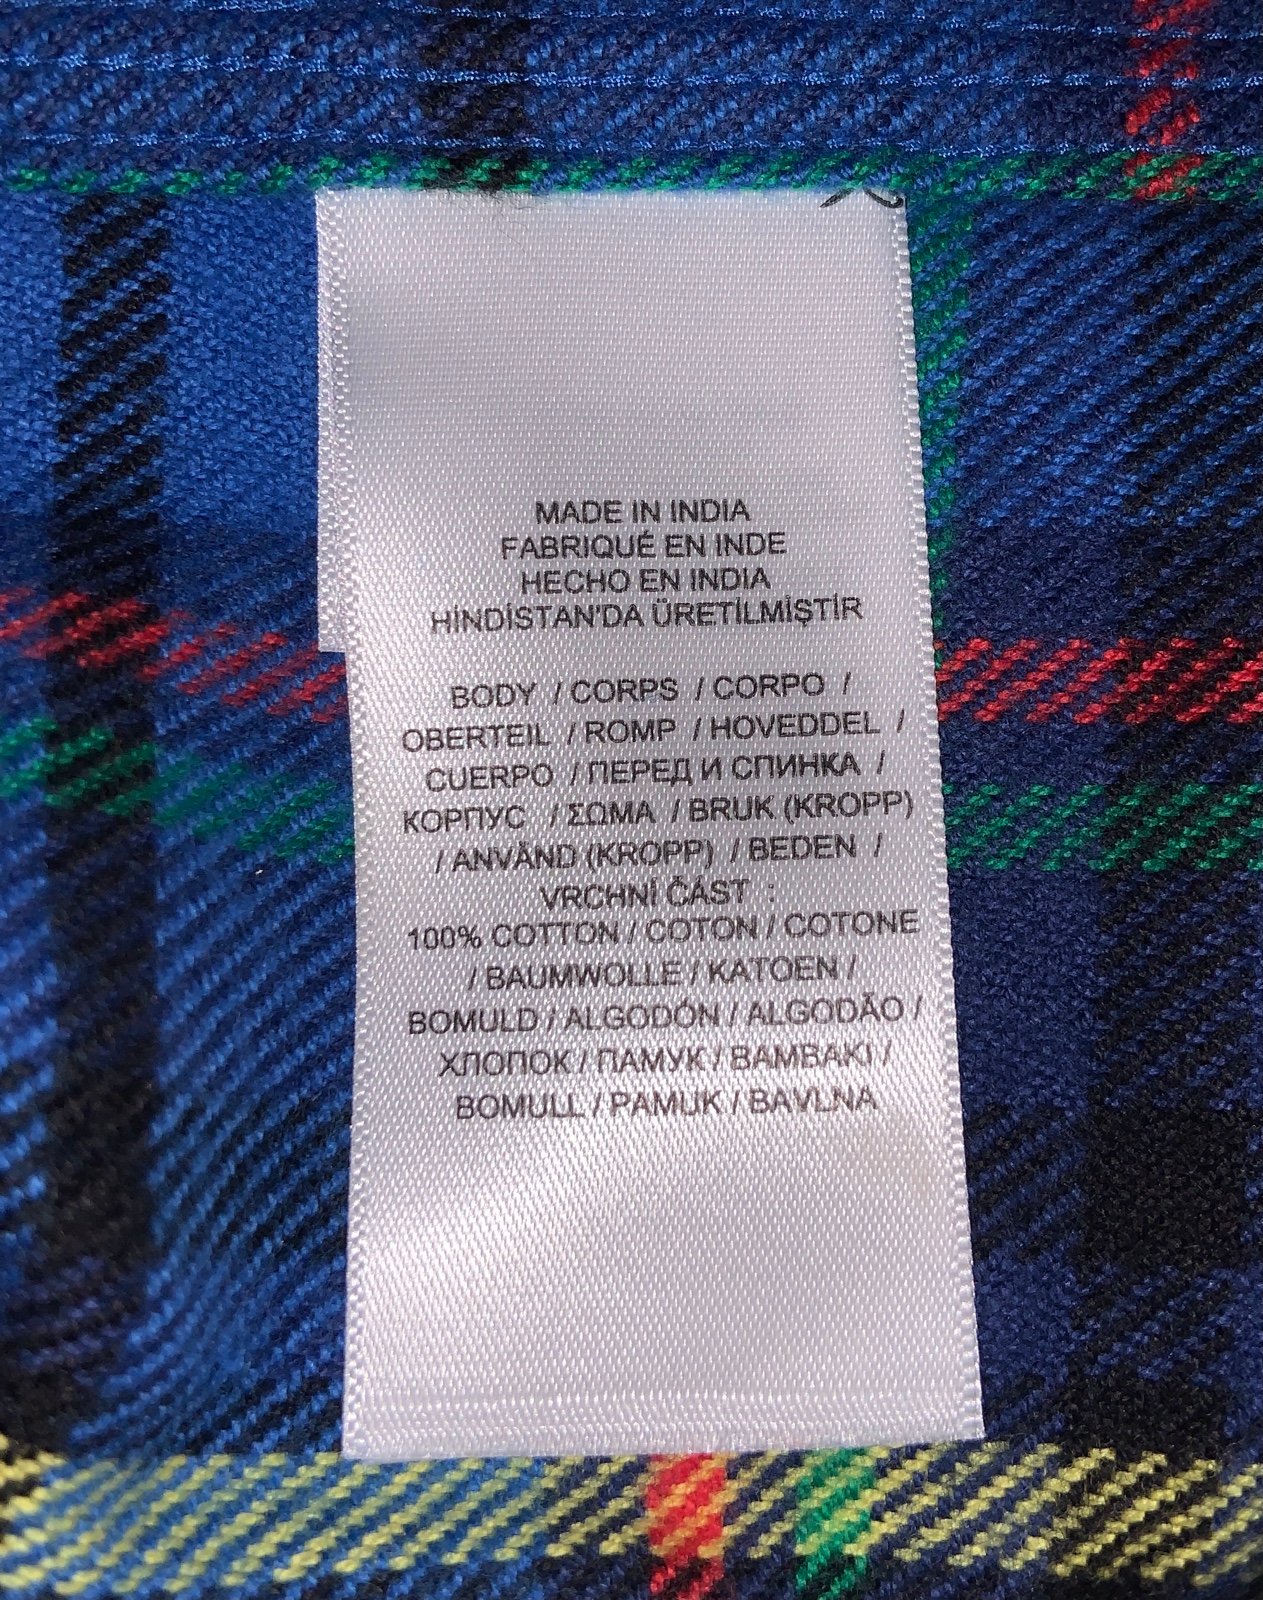 MADE IN INDIA
FABRIQUÉ EN INDE
HECHO EN INDIA
HİNDİSTAN'DA ÜRETİLMİŞTİR
BODY / CORPS / CORPO /
OBERTEIL / ROMP / HOVEDDEL /
CUERPO / ПЕРЕД И СПИНКА /
КОРПУС / ΣΩΜΑ / BRUK (KROPP)
/ ANVÄND (KROPP) / BEDEN /
VRCHNÍ ČÁST :
100% COTTON / COTON / COTONE
/ BAUMWOLLE / KATOEN /
BOMULD / ALGODÓN / ALGODÃO /
ХЛОПОК / ПАМУК / BAMBAKI /
BOMULL / PAMUK / BAVLNA